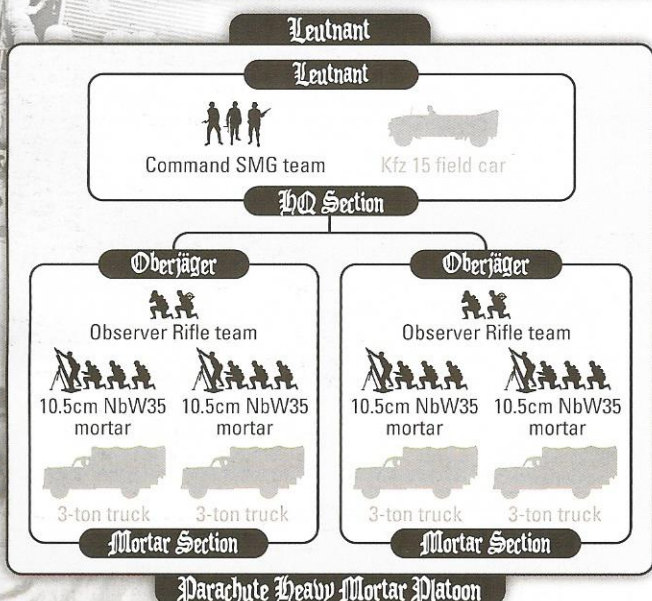 Leutnant
Leutnant
Command SMG team
Kfz 15 field car
HQ Section
Oberjäger
Oberjäger
Observer Rifle team
Observer Rifle team
10.5cm NbW35 mortar
10.5cm NbW35 mortar
10.5cm NbW35 mortar
10.5cm NbW35 mortar
3-ton truck
3-ton truck
3-ton truck
3-ton truck
Mortar Section
Mortar Section
Parachute Heavy Mortar Platoon